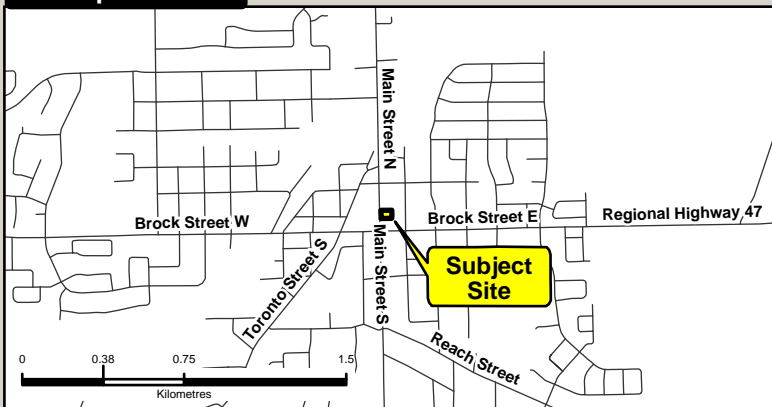 Main Street N
Brock Street W
Brock Street E
Regional Highway 47
Toronto Street S
Main Street S
Subject
Site
Reach Street
0
0.38
0.75
1.5
Kilometres